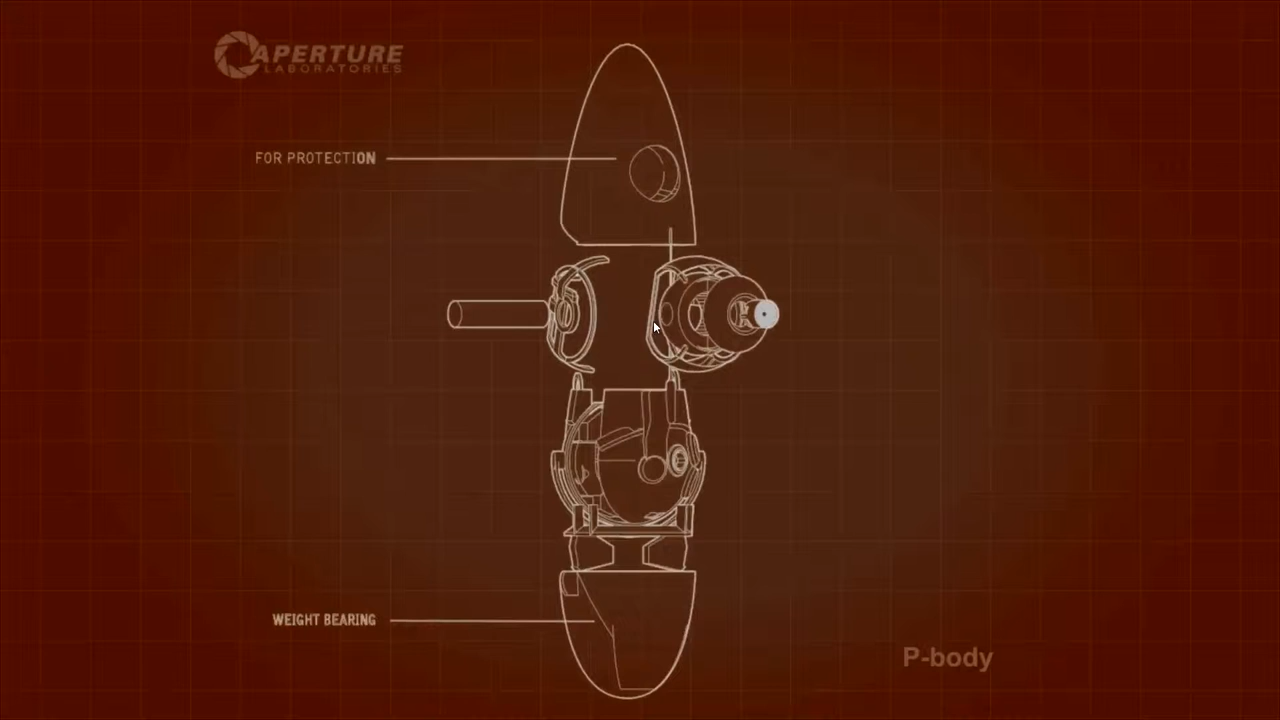 APERTURE
LABORATORIES
FOR PROTECTION
WEIGHT BEARING
P-body